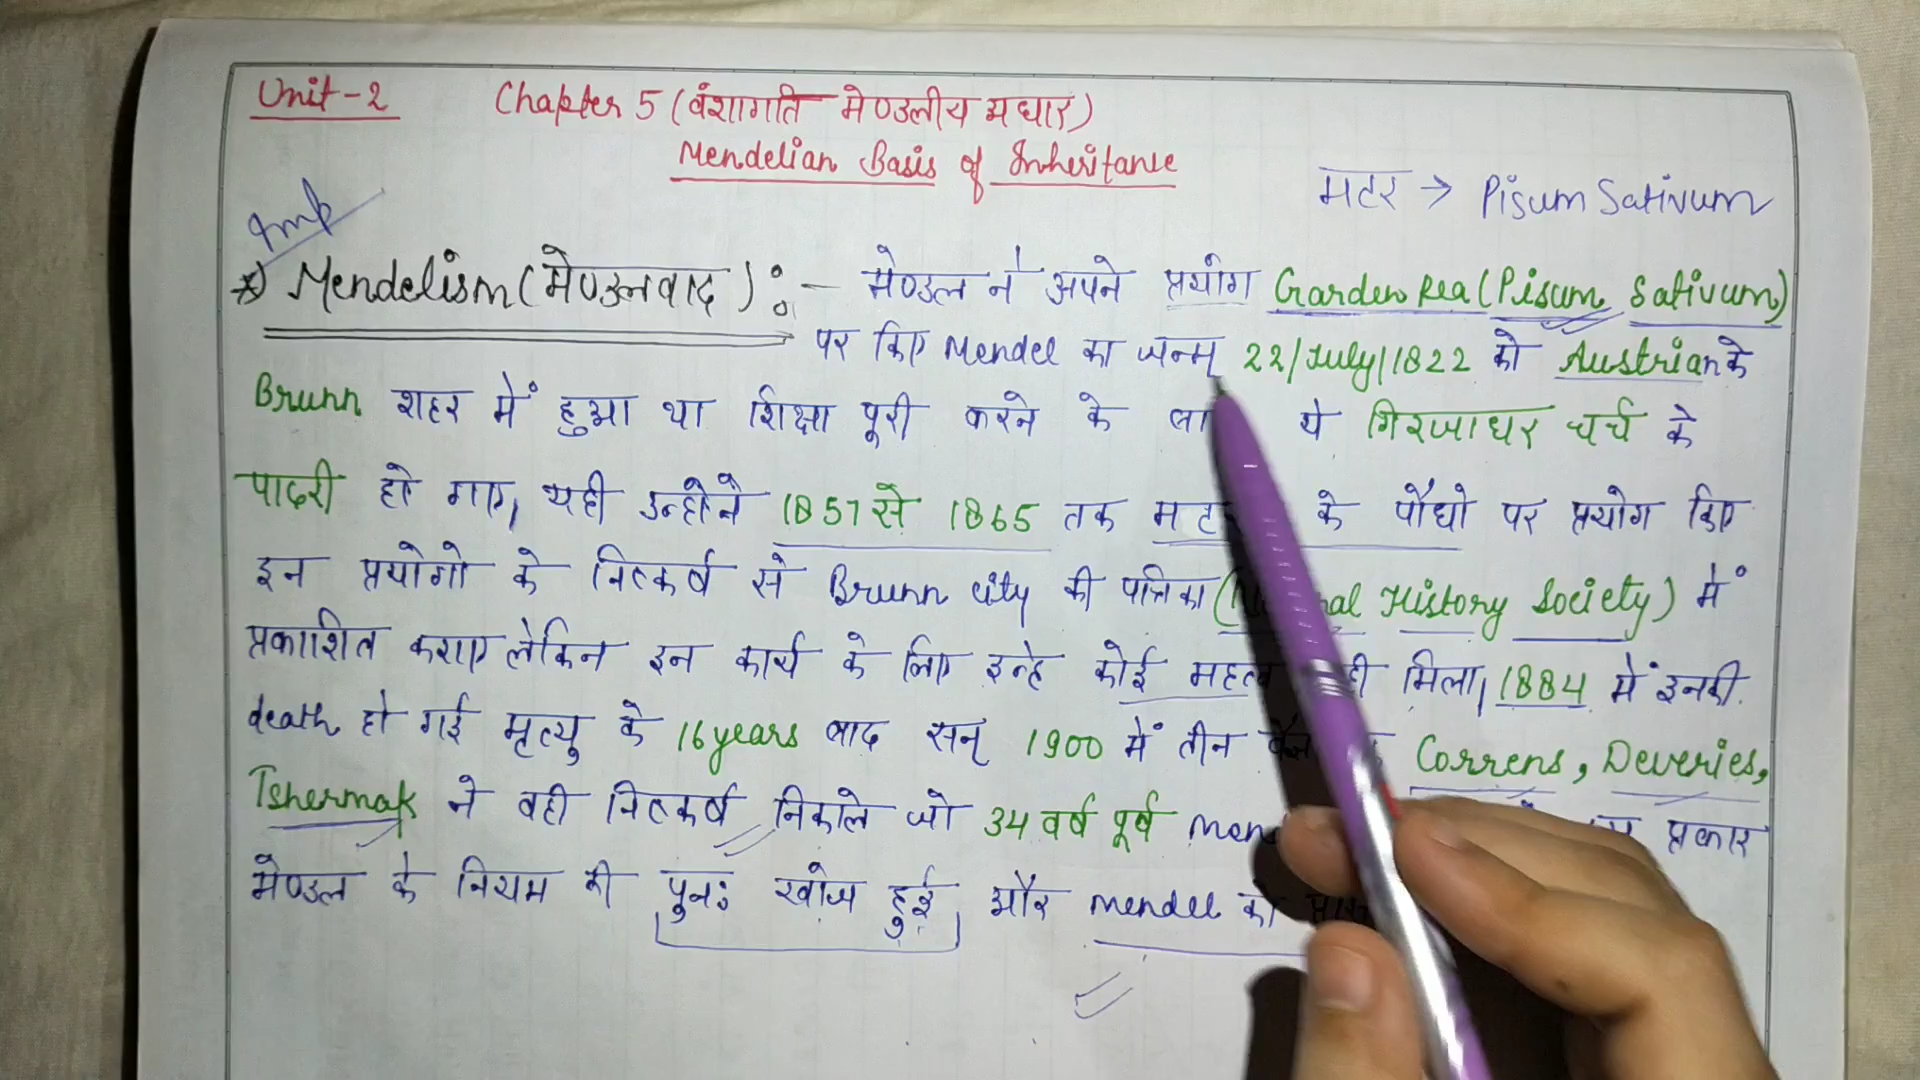 Unit-2 Chapter 5 (वंशागति मेण्डलीय अधार)
Mendelian Basis of Inheritance
मटर → Pisum Sativum
Imp
Mendelism (मेण्डलवाद) :- मेण्डल ने अपने प्रयोग Garden Pea (Pisum Sativum)
पर किए Mendel का जन्म 22/July/1822 को Austrian के
Brunn शहर में हुआ था शिक्षा पूरी करने के ये गिरजाघर चर्च के
पादरी हो गए, यही उन्होंने 1857 से 1865 तक के पौधो पर प्रयोग किए
इन प्रयोगो के निष्कर्ष से Brunn city की पत्रिका ( History Society) में
प्रकाशित कराए लेकिन इन कार्य के लिए इन्हे कोई मिला, 1884 में इनकी
death हो गई मृत्यु के 16 years बाद सन् 1900 में तीन Correns, Deveries,
Tshermak ने वही निष्कर्ष निकाले जो 34 वर्ष पूर्व प्रकार
मेण्डल के नियम की पुनः खोज हुई और Mendel को